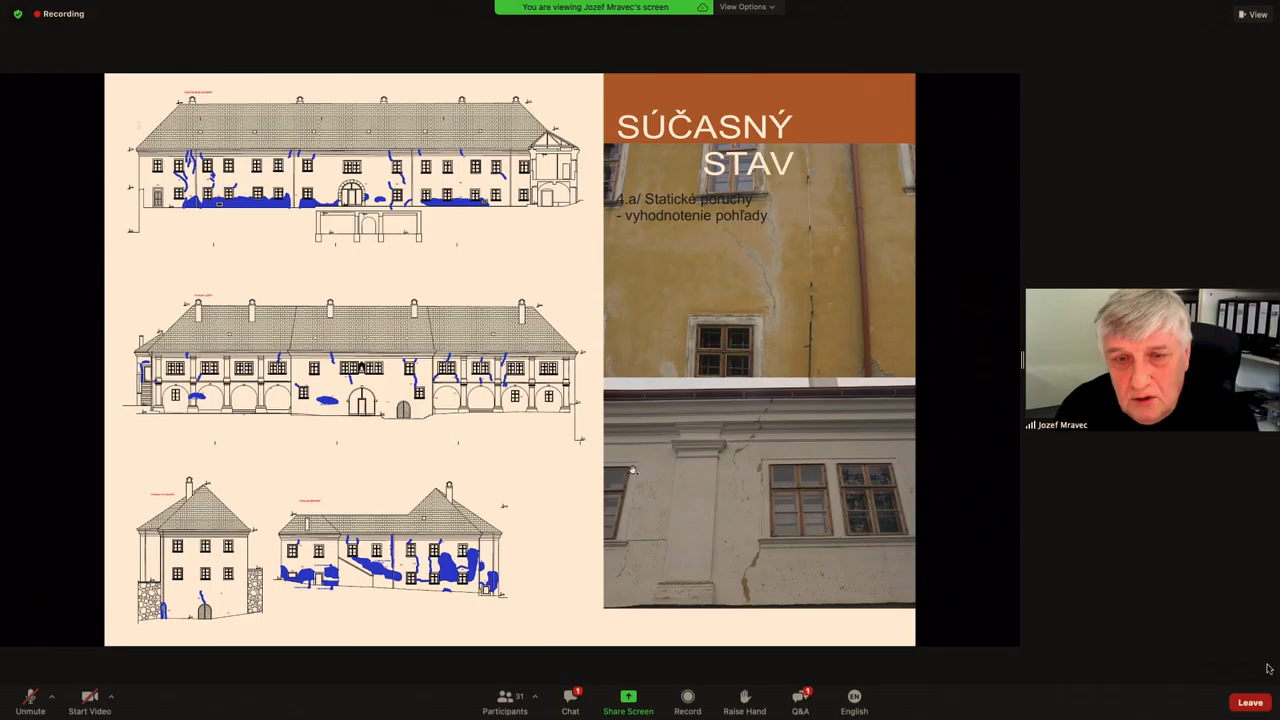 Recording
You are viewing Jozef Mravec's screen
View Options
View
SÚČASNÝ
STAV
4.a/ Statické poruchy
- vyhodnotenie pohľady
Jozef Mravec
Unmute
Start Video
31
Participants
1
Chat
Share Screen
Record
Raise Hand
1
Q&A
EN
English
Leave